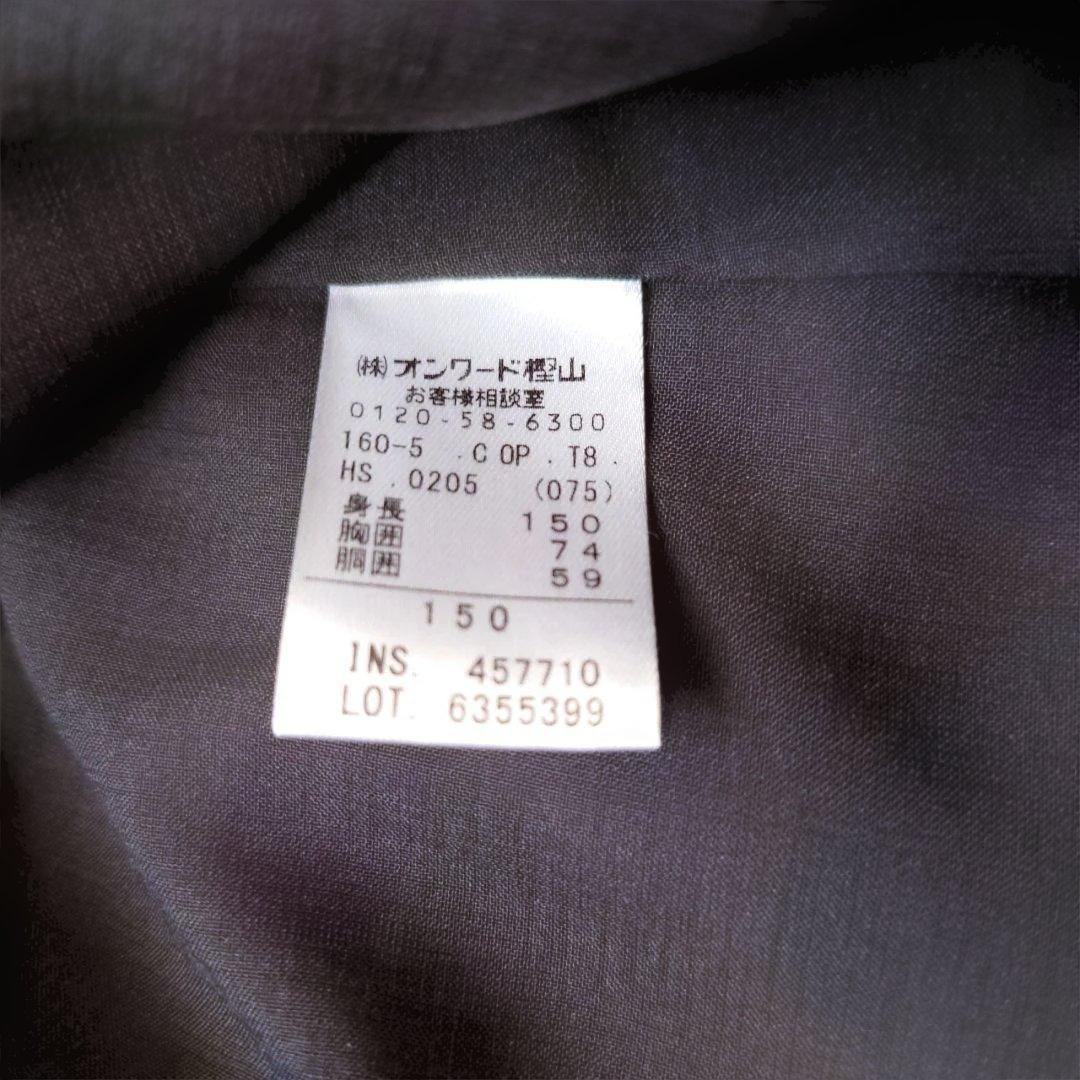 ㈱オンワード樫山
お客様相談室
0120-58-6300
160-5 .C OP . T8 .
HS .0205 (075)
身長 150
胸囲 74
胴囲 59
150
INS. 457710
LOT. 6355399